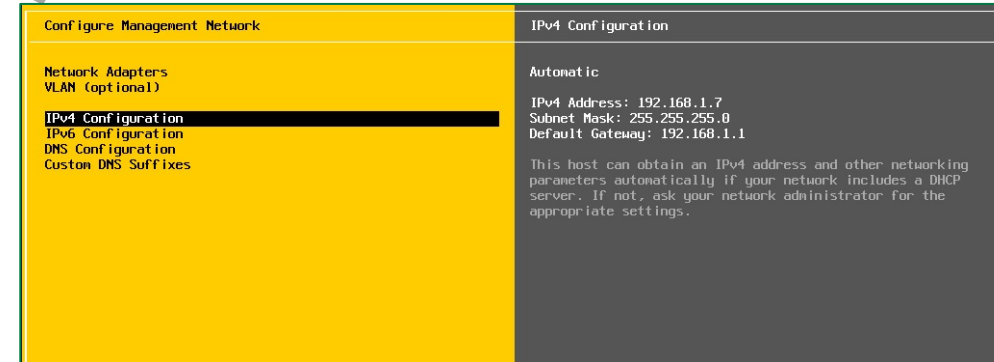 Configure Management Network
Network Adapters
VLAN (optional)
IPv4 Configuration
IPv6 Configuration
DNS Configuration
Custom DNS Suffixes
IPv4 Configuration
Automatic
IPv4 Address: 192.168.1.7
Subnet Mask: 255.255.255.0
Default Gateway: 192.168.1.1
This host can obtain an IPv4 address and other networking
parameters automatically if your network includes a DHCP
server. If not, ask your network administrator for the
appropriate settings.